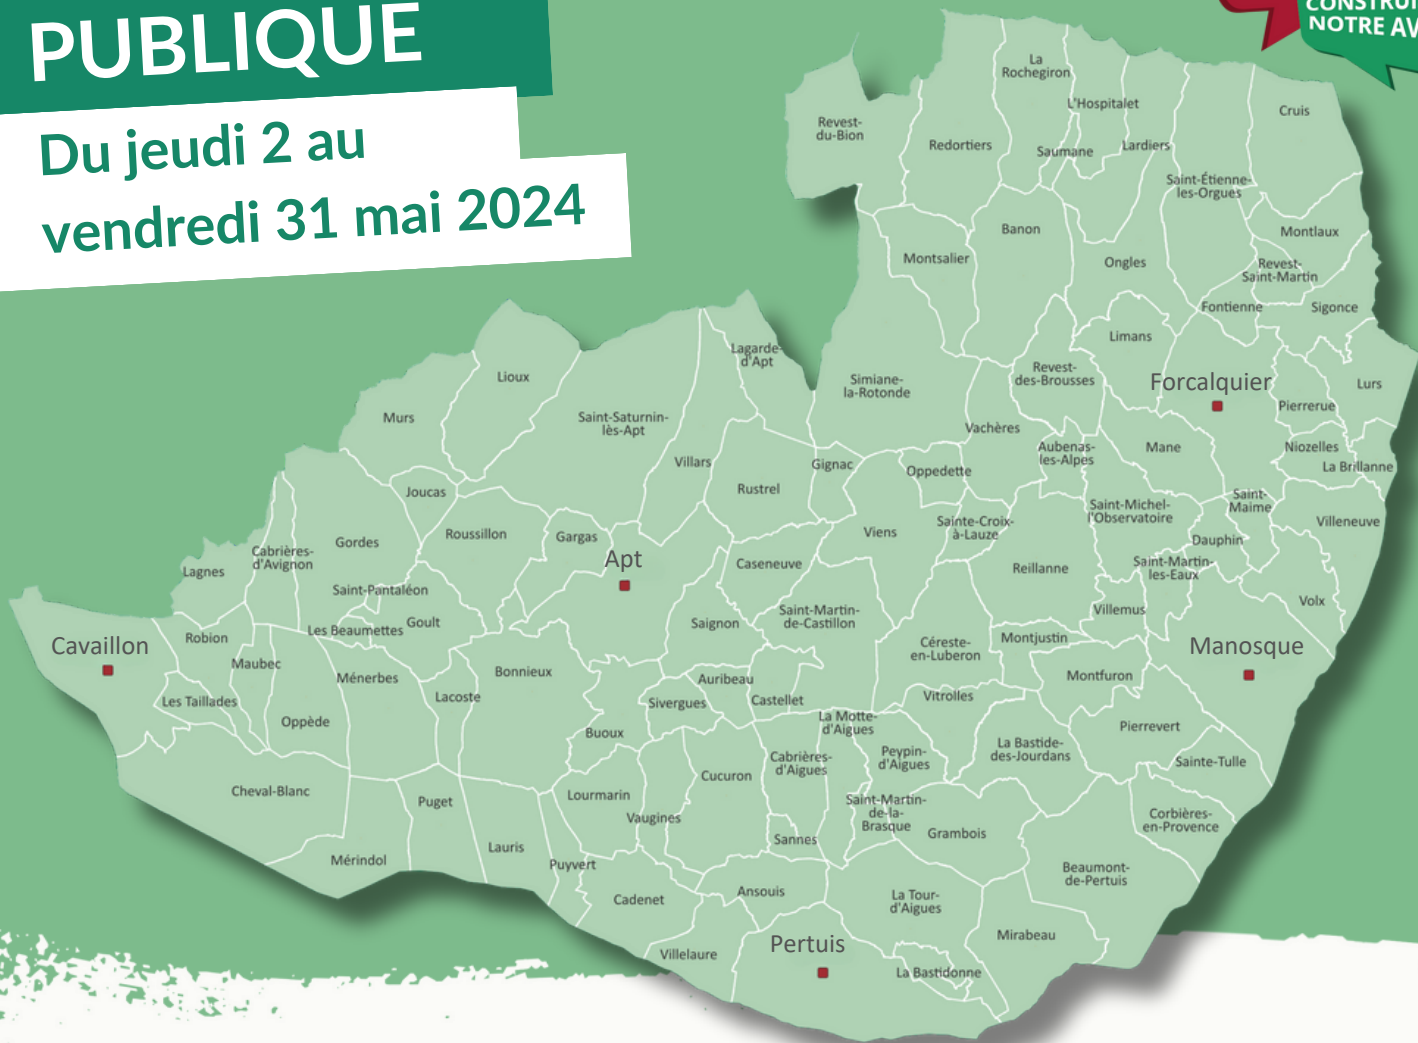 PUBLIQUE
Du jeudi 2 au
vendredi 31 mai 2024
NOTRE
La
Rochegiron
L'Hospitalet
Cruis
Revest-
du-Bion
Redortiers
Saumane
Lardiers
Saint-Étienne-
les-Orgues
Banon
Montlaux
Montsalier
Ongles
Revest-
Saint-Martin
Fontienne
Sigonce
Limans
Lagarde-
d'Apt
Lioux
Simiane-
la-Rotonde
Revest-
des-Brousses
Forcalquier
Lurs
Pierrerue
Murs
Saint-Saturnin-
lès-Apt
Vachères
Aubenas-
les-Alpes
Mane
Niozelles
La Brillanne
Villars
Gignac
Oppedette
Rustrel
Joucas
Saint-Michel-
l'Observatoire
Saint-
Maime
Villeneuve
Gordes
Roussillon
Gargas
Viens
Sainte-Croix-
à-Lauze
Dauphin
Cabrières-
d'Avignon
Lagnes
Apt
Caseneuve
Reillanne
Saint-Martin-
les-Eaux
Saint-Pantaléon
Villemus
Volx
Saint-Martin-
de-Castillon
Saignon
Les Beaumettes
Goult
Cavaillon
Robion
Maubec
Céreste-
en-Luberon
Montjustin
Manosque
Ménerbes
Bonnieux
Auribeau
Montfuron
Les Taillades
Lacoste
Sivergues
Castellet
Vitrolles
Oppède
Buoux
La Motte-
d'Aigues
Pierrevert
Cabrières-
d'Aigues
Peypin-
d'Aigues
La Bastide-
des-Jourdans
Sainte-Tulle
Cucuron
Cheval-Blanc
Puget
Lourmarin
Vaugines
Saint-Martin-
de-la-
Brasque
Grambois
Corbières-
en-Provence
Sannes
Mérindol
Lauris
Puyvert
Beaumont-
de-Pertuis
Cadenet
Ansouis
La Tour-
d'Aigues
Mirabeau
Pertuis
Villelaure
La Bastidonne